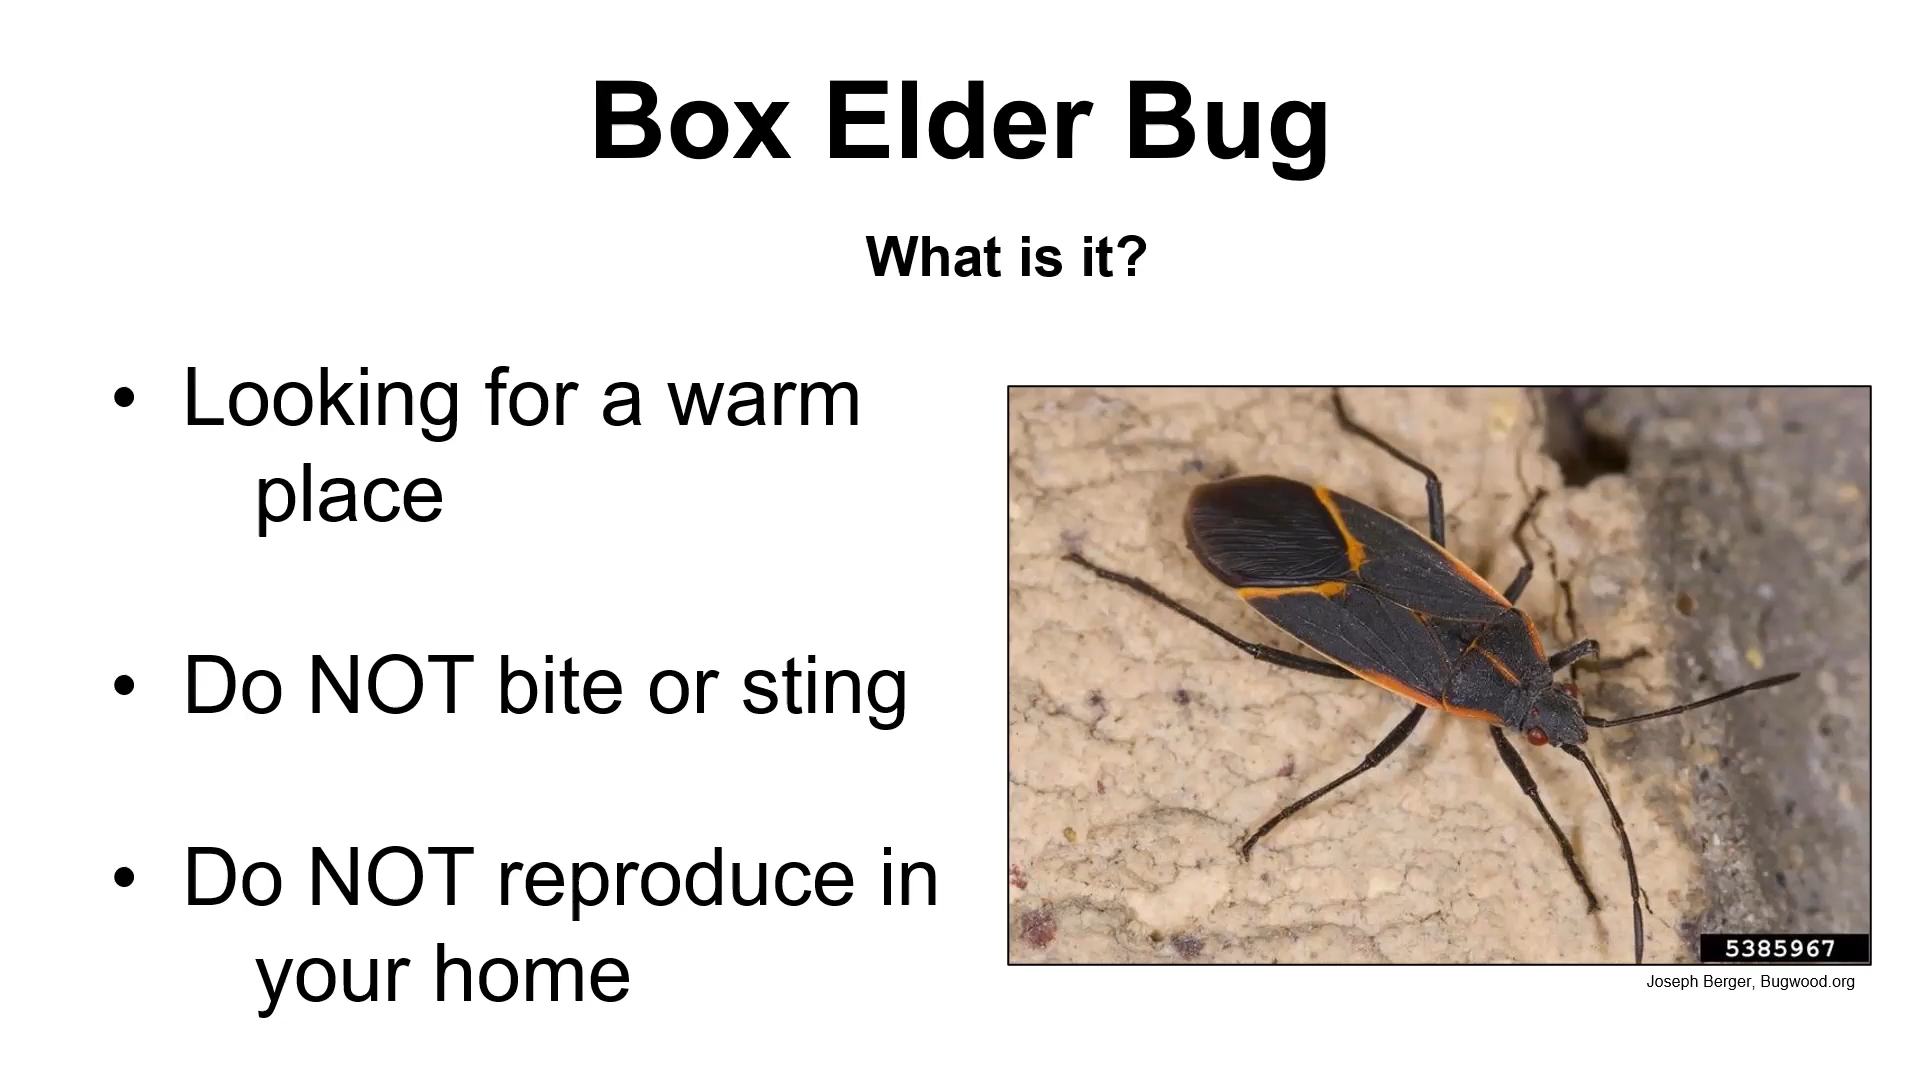 Box Elder Bug
What is it?
• Looking for a warm
place
• Do NOT bite or sting
• Do NOT reproduce in
your home
5385967
Joseph Berger, Bugwood.org